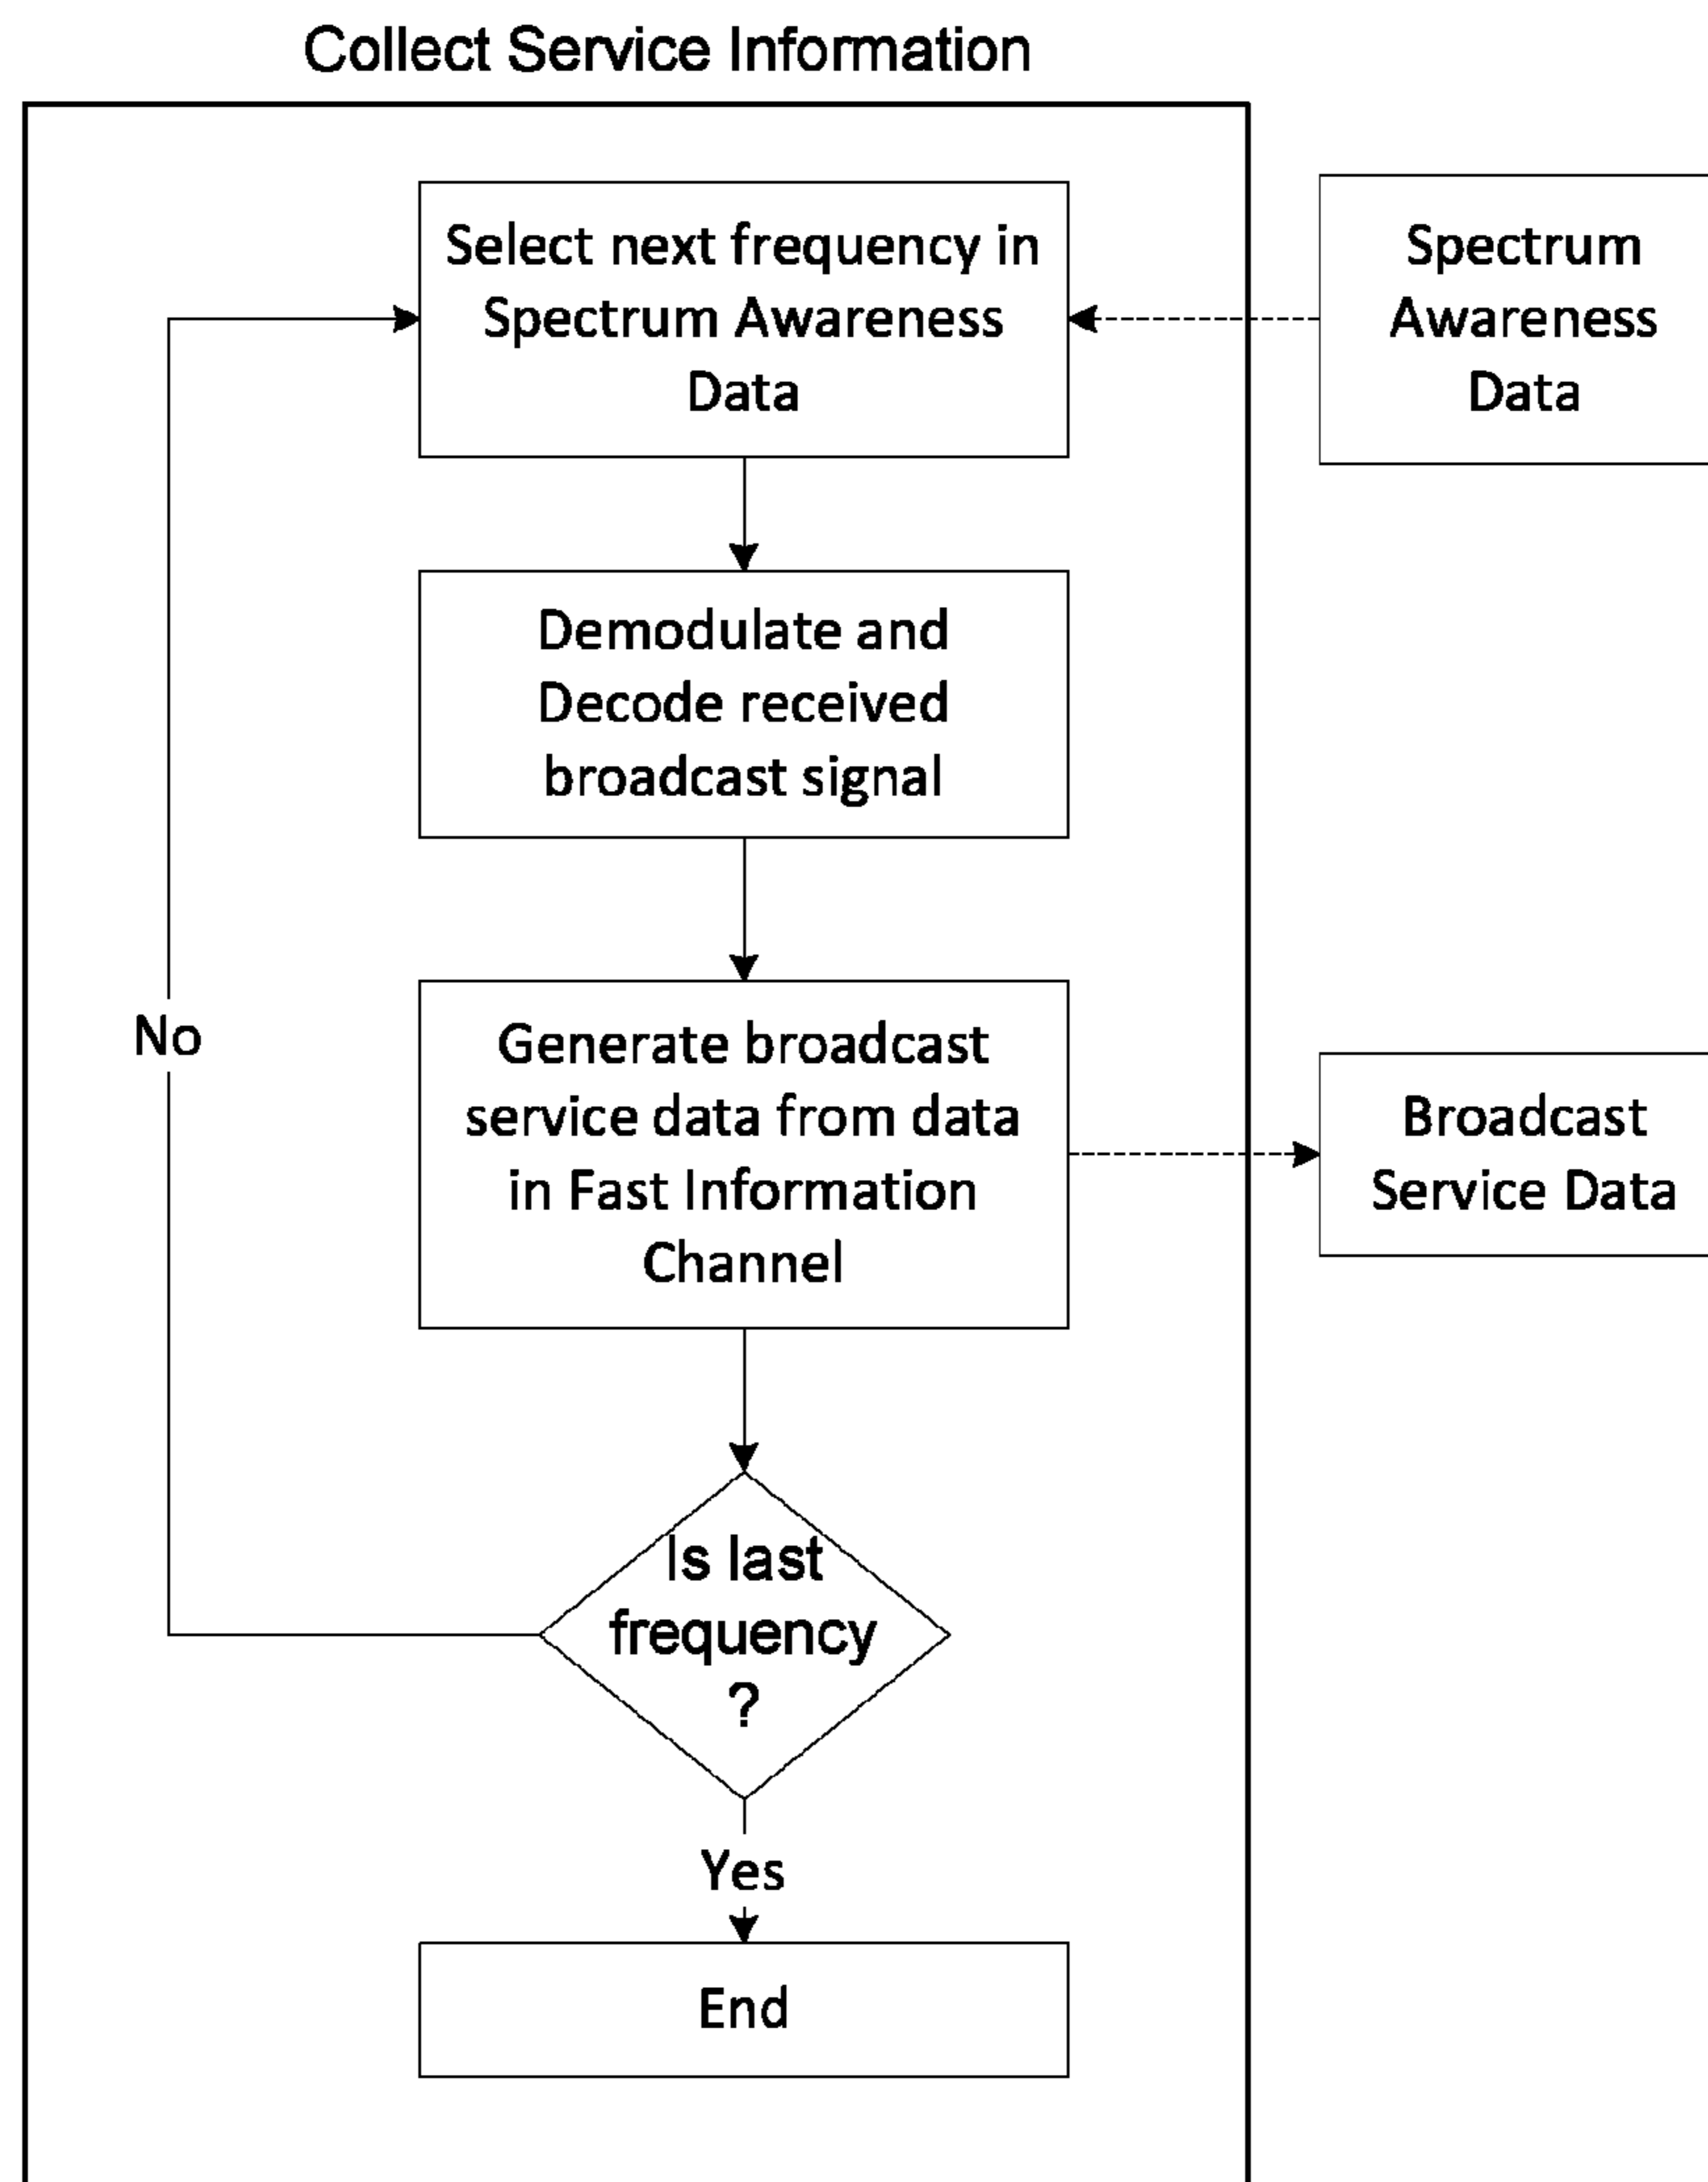 Collect Service Information
Select next frequency in
Spectrum Awareness
Data
Spectrum
Awareness
Data
Demodulate and
Decode received
broadcast signal
No
Generate broadcast
service data from data
in Fast Information
Channel
Broadcast
Service Data
Is last
frequency
?
Yes
End